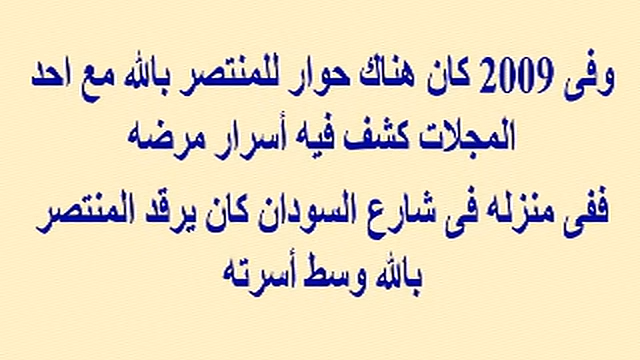 وفى 2009 كان هناك حوار للمنتصر بالله مع احد
المجلات كشف فيه أسرار مرضه
ففى منزله فى شارع السودان كان يرقد المنتصر
بالله وسط أسرته